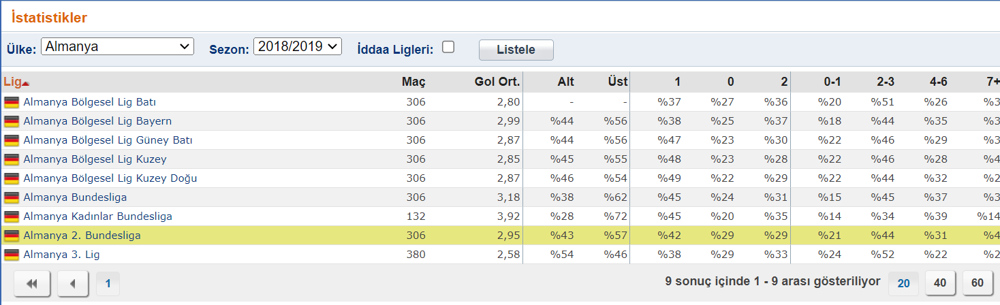 İstatistikler
Ülke: Almanya Sezon: 2018/2019 İddaa Ligleri: Listele
Lig Maç Gol Ort. Alt Üst 1 0 2 0-1 2-3 4-6 7+
Almanya Bölgesel Lig Batı 306 2,80 - - %37 %27 %36 %20 %51 %26 %3
Almanya Bölgesel Lig Bayern 306 2,99 %44 %56 %38 %25 %37 %18 %44 %35 %3
Almanya Bölgesel Lig Güney Batı 306 2,87 %44 %56 %47 %23 %30 %22 %46 %29 %3
Almanya Bölgesel Lig Kuzey 306 2,85 %45 %55 %48 %23 %28 %22 %46 %28 %4
Almanya Bölgesel Lig Kuzey Doğu 306 2,87 %46 %54 %49 %22 %29 %22 %44 %32 %2
Almanya Bundesliga 306 3,18 %38 %62 %45 %24 %31 %15 %45 %37 %3
Almanya Kadınlar Bundesliga 132 3,92 %28 %72 %45 %20 %35 %14 %34 %39 %14
Almanya 2. Bundesliga 306 2,95 %43 %57 %42 %29 %29 %21 %44 %31 %4
Almanya 3. Lig 380 2,58 %54 %46 %38 %29 %33 %24 %52 %22 %2
1 9 sonuç içinde 1 - 9 arası gösteriliyor 20 40 60